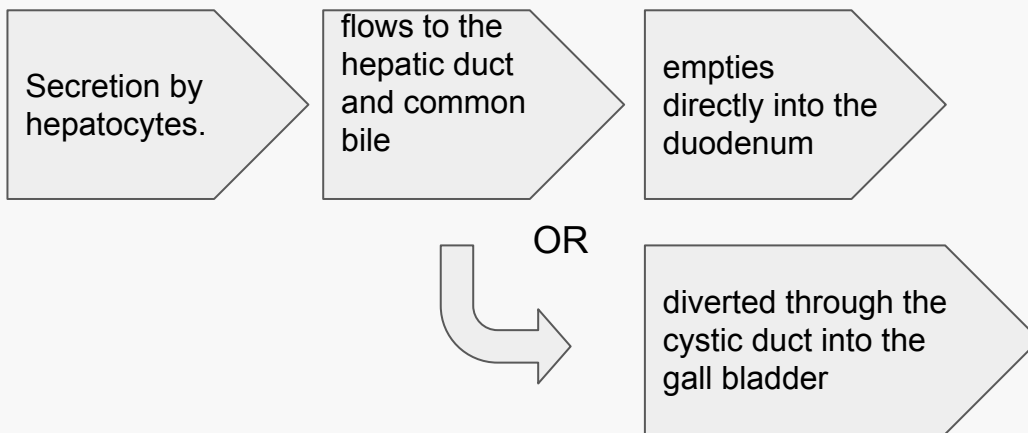 Secretion by
hepatocytes.
flows to the
hepatic duct
and common
bile
empties
directly into the
duodenum
OR
diverted through the
cystic duct into the
gall bladder